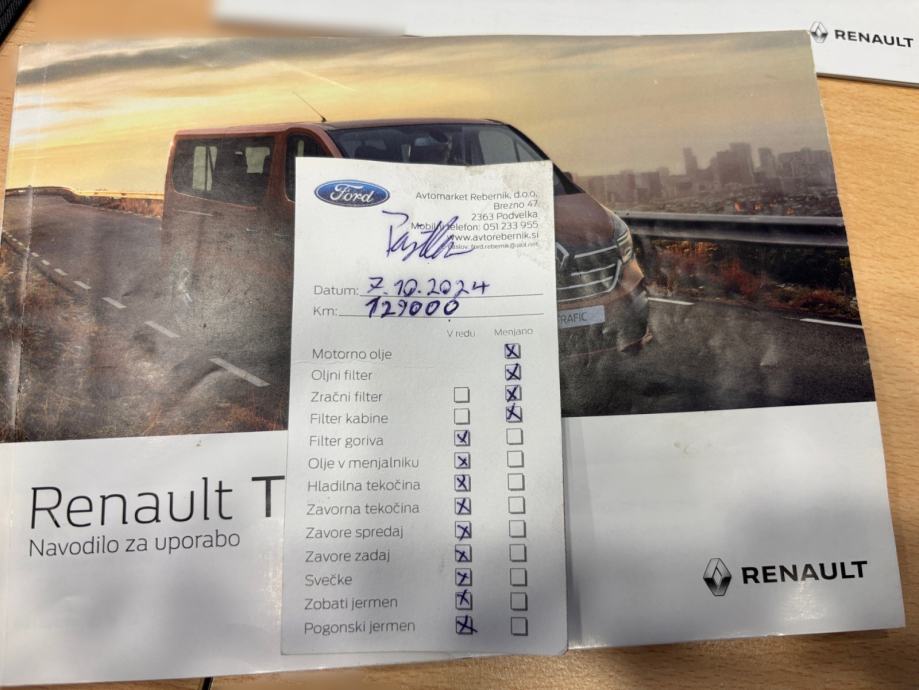 RENAULT
Ford
Avtomarket Rebernik, d.o.o.
Brezno 47
2363 Podvelka
Mobilni telefon: 051 233 955
www.avtorebernik.si
Datum: 7.10.2024
Km: 129000
V redu Menjano
Motorno olje
Oljni filter
Zračni filter
Filter kabine
Filter goriva
Olje v menjalniku
Hladilna tekočina
Zavorna tekočina
Zavore spredaj
Zavore zadaj
Svečke
Zobati jermen
Pogonski jermen
RAFIC
Renault T
Navodilo za uporabo
RENAULT